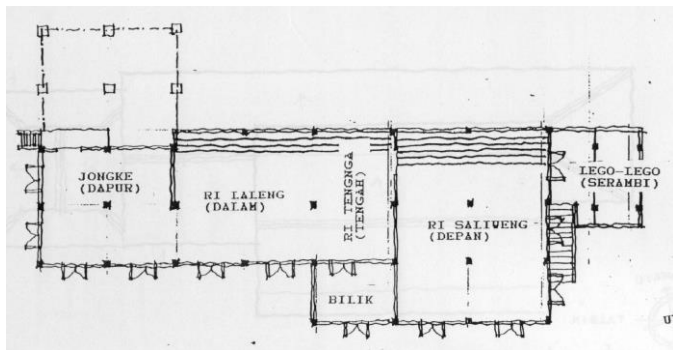 JONGKE
(DAPUR)
RI LALENG
(DALAM)
RI TENGNGA
(TENGAH)
RI SALIWENG
(DEPAN)
LEGO-LEGO
(SERAMBI)
BILIK